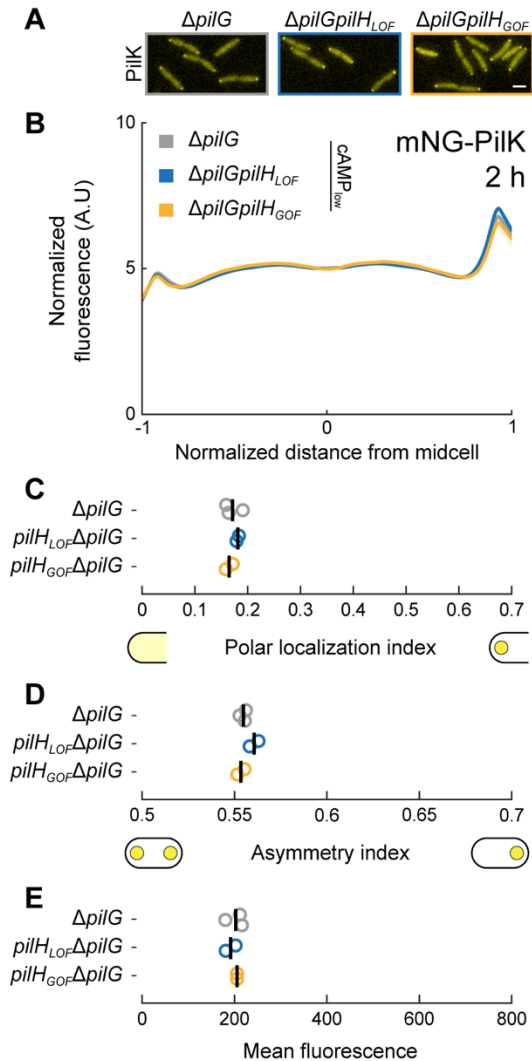 A
ΔpilG
ΔpilGpilH_LOF
ΔpilGpilH_GOF
PilK
B
10
5
0
Normalized
fluorescence (A.U)
ΔpilG
ΔpilGpilH_LOF
ΔpilGpilH_GOF
cAMP_low
mNG-PilK
2 h
-1
0
1
Normalized distance from midcell
C
ΔpilG
pilH_LOFΔpilG
pilH_GOFΔpilG
0
0.1
0.2
0.3
0.4
0.5
0.6
0.7
Polar localization index
D
ΔpilG
pilH_LOFΔpilG
pilH_GOFΔpilG
0.5
0.55
0.6
0.65
0.7
Asymmetry index
E
ΔpilG
pilH_LOFΔpilG
pilH_GOFΔpilG
0
200
400
600
800
Mean fluorescence